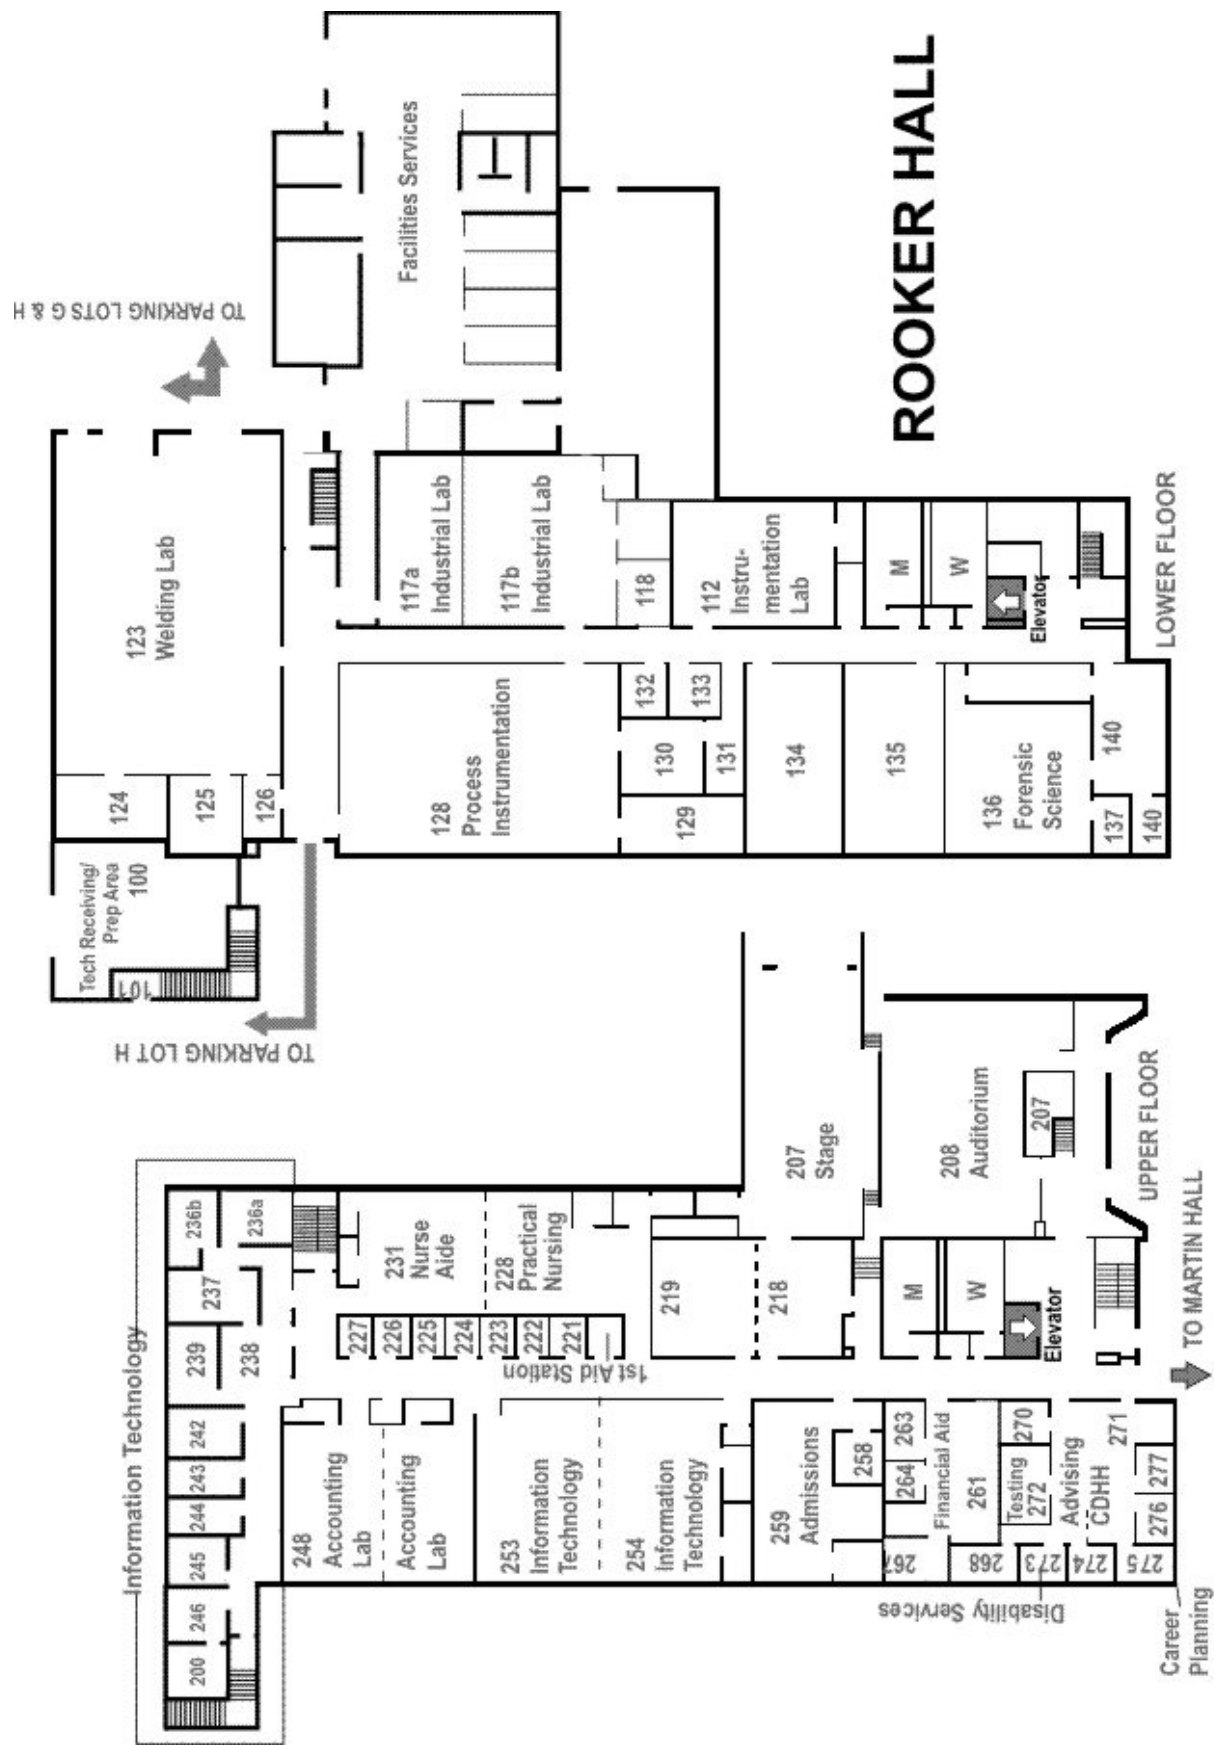 ROOKER HALL
TO PARKING LOTS G & H
Facilities Services
123
Welding Lab
124
125
126
Tech Receiving/
Prep Area
100
101
TO PARKING LOT H
117a
Industrial Lab
117b
Industrial Lab
118
112
Instru-
mentation
Lab
M
W
Elevator
128
Process
Instrumentation
132
133
130
131
129
134
135
136
Forensic
Science
140
137
140
LOWER FLOOR
Information Technology
236b
236a
237
239
238
242
243
244
245
246
200
231
Nurse
Aide
228
Practical
Nursing
227
226
225
224
223
222
221
1st Aid Station
219
218
207
Stage
208
Auditorium
207
M
W
Elevator
248
Accounting
Lab
Accounting
Lab
253
Information
Technology
254
Information
Technology
259
Admissions
258
263
264
Financial Aid
261
267
268
270
Testing
272
Advising
CDHH
271
273
274
275
276
277
Disability Services
Career
Planning
UPPER FLOOR
TO MARTIN HALL